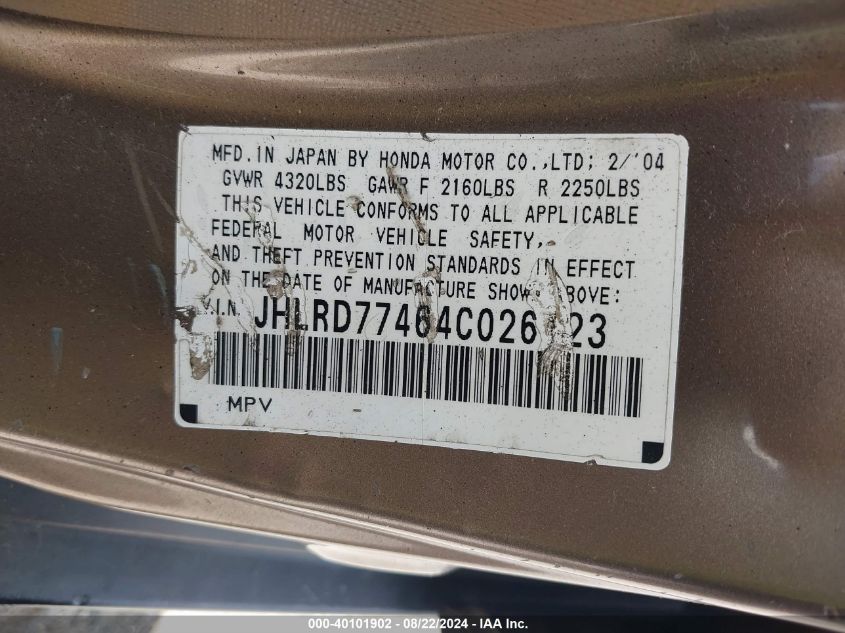 MFD.IN JAPAN BY HONDA MOTOR CO.,LTD; 2/'04
GVWR 4320LBS GAWR F 2160LBS R 2250LBS
THIS VEHICLE CONFORMS TO ALL APPLICABLE
FEDERAL MOTOR VEHICLE SAFETY,
AND THEFT PREVENTION STANDARDS IN EFFECT
ON THE DATE OF MANUFACTURE SHOWN ABOVE:
V.I.N.
MPV
000-40101902 - 08/22/2024 - IAA Inc.